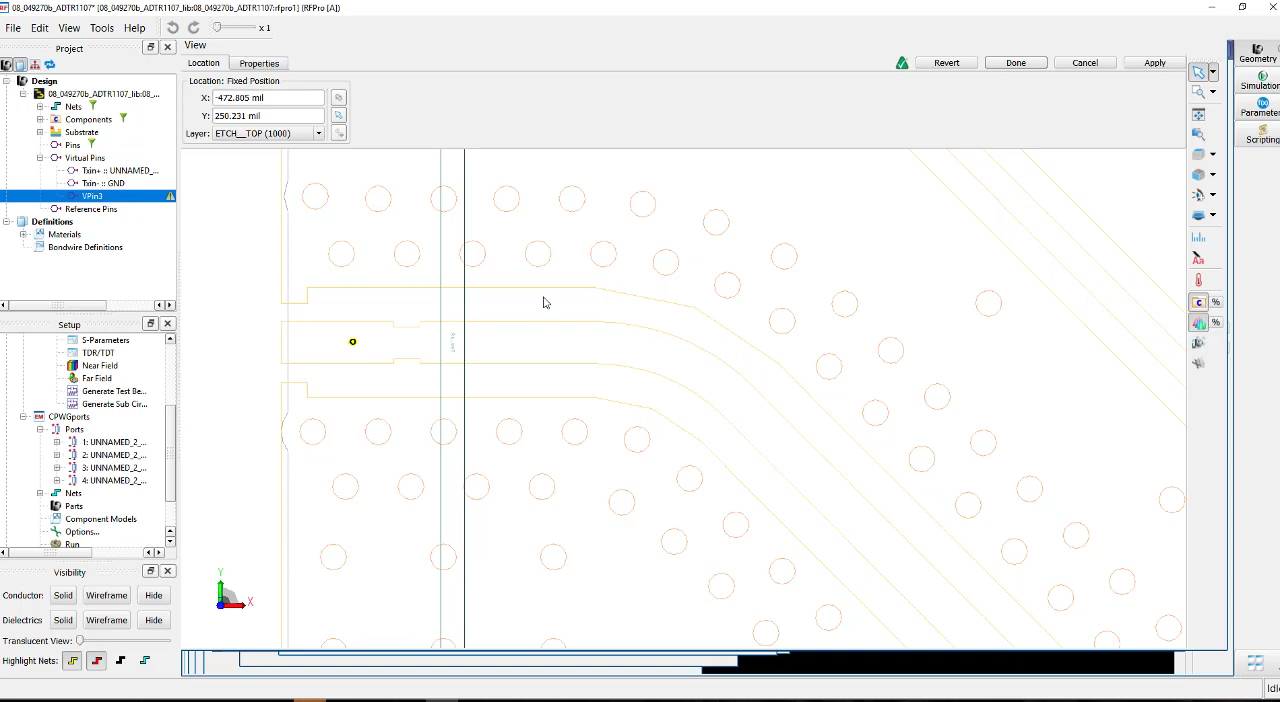 08_049270b_ADTR1107* [08_049270b_ADTR1107_lib:08_049270b_ADTR1107:rfpro1] (RFPro [A])
File Edit View Tools Help x 1
Project
Design
08_049270b_ADTR1107_lib:08_...
Nets
Components
Substrate
Pins
Virtual Pins
Txin+ :: UNNAMED_...
Txin- :: GND
VPin3
Reference Pins
Definitions
Materials
Bondwire Definitions
Setup
S-Parameters
TDR/TDT
Near Field
Far Field
Generate Test Be...
Generate Sub Cir...
CPWGports
Ports
1: UNNAMED_2_...
2: UNNAMED_2_...
3: UNNAMED_2_...
4: UNNAMED_2_...
Nets
Parts
Component Models
Options...
Run
Visibility
Conductor: Solid Wireframe Hide
Dielectrics: Solid Wireframe Hide
Translucent View:
Highlight Nets:
View
Location Properties
Revert Done Cancel Apply
Location: Fixed Position
X: -472.805 mil
Y: 250.231 mil
Layer: ETCH__TOP (1000)
Y
X
Aa
%
%
Geometry
Simulation
f(x)
Parameter
Scripting
Idle